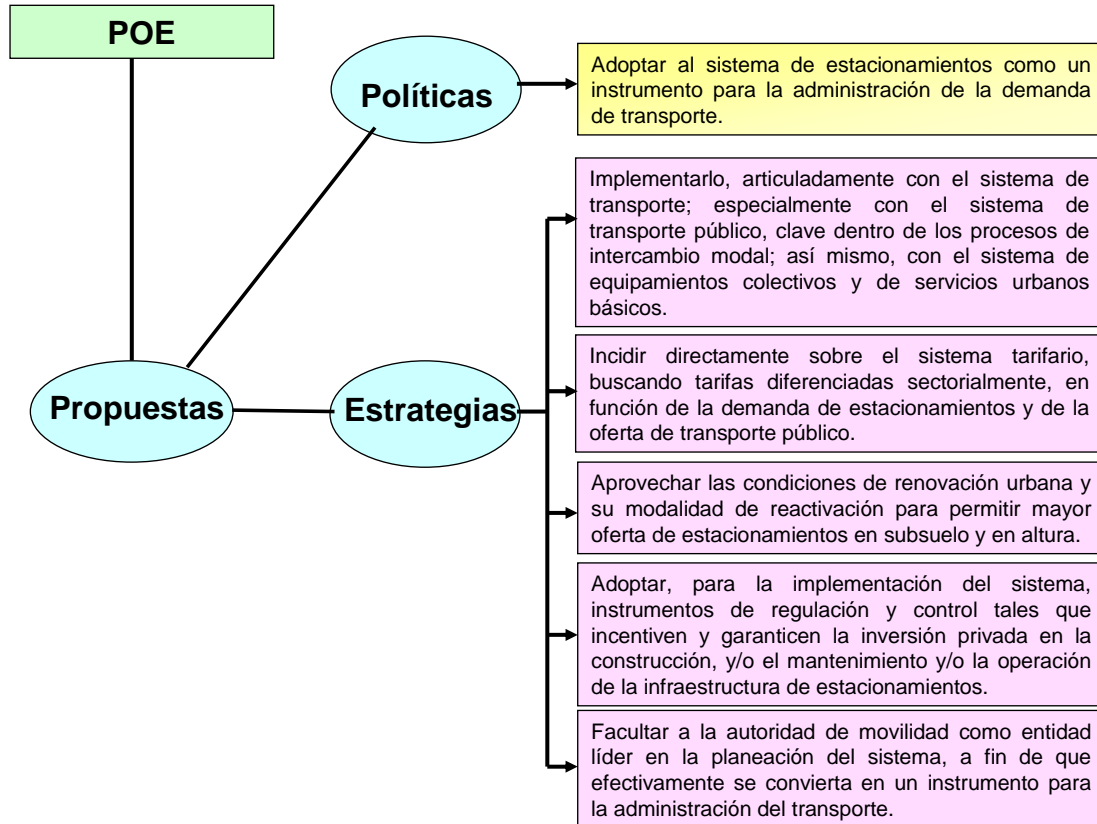 POE
Políticas
Adoptar al sistema de estacionamientos como un
instrumento para la administración de la demanda
de transporte.
Implementarlo, articuladamente con el sistema de
transporte; especialmente con el sistema de
transporte público, clave dentro de los procesos de
intercambio modal; así mismo, con el sistema de
equipamientos colectivos y de servicios urbanos
básicos.
Propuestas
Estrategias
Incidir directamente sobre el sistema tarifario,
buscando tarifas diferenciadas sectorialmente, en
función de la demanda de estacionamientos y de la
oferta de transporte público.
Aprovechar las condiciones de renovación urbana y
su modalidad de reactivación para permitir mayor
oferta de estacionamientos en subsuelo y en altura.
Adoptar, para la implementación del sistema,
instrumentos de regulación y control tales que
incentiven y garanticen la inversión privada en la
construcción, y/o el mantenimiento y/o la operación
de la infraestructura de estacionamientos.
Facultar a la autoridad de movilidad como entidad
líder en la planeación del sistema, a fin de que
efectivamente se convierta en un instrumento para
la administración del transporte.